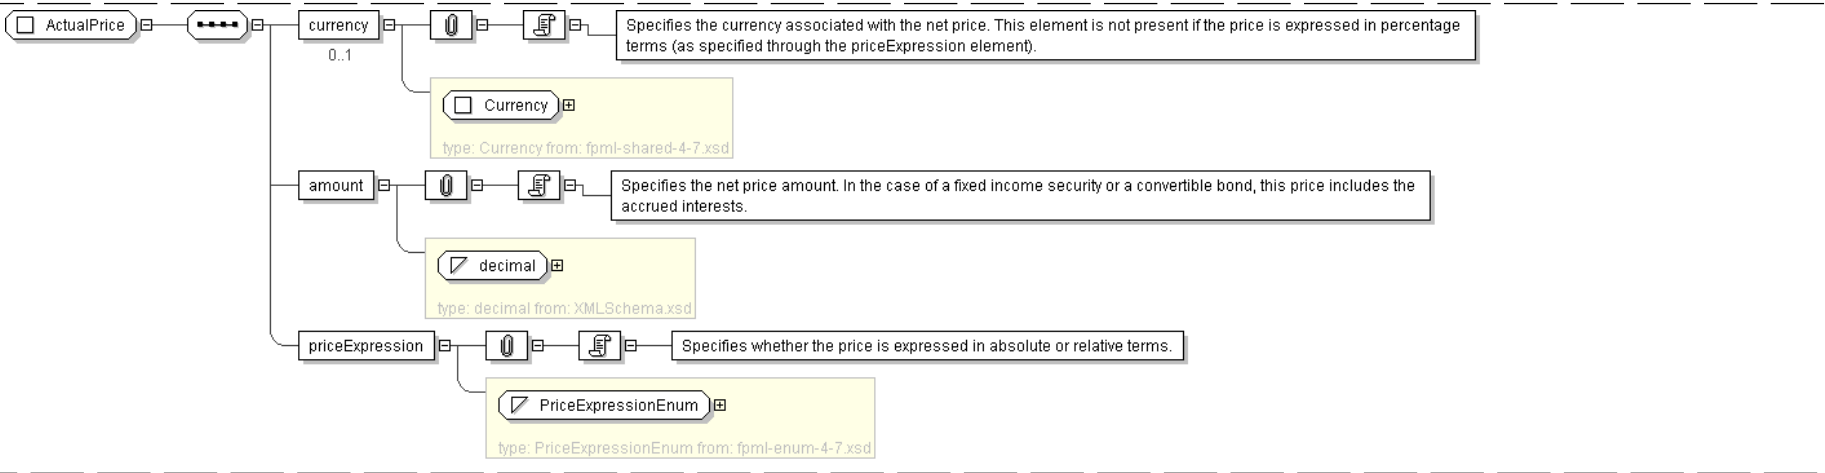 ActualPrice
currency
0..1
Specifies the currency associated with the net price. This element is not present if the price is expressed in percentage
terms (as specified through the priceExpression element).
Currency
type: Currency from: fpml-shared-4-7.xsd
amount
Specifies the net price amount. In the case of a fixed income security or a convertible bond, this price includes the
accrued interests.
decimal
type: decimal from: XMLSchema.xsd
priceExpression
Specifies whether the price is expressed in absolute or relative terms.
PriceExpressionEnum
type: PriceExpressionEnum from: fpml-enum-4-7.xsd